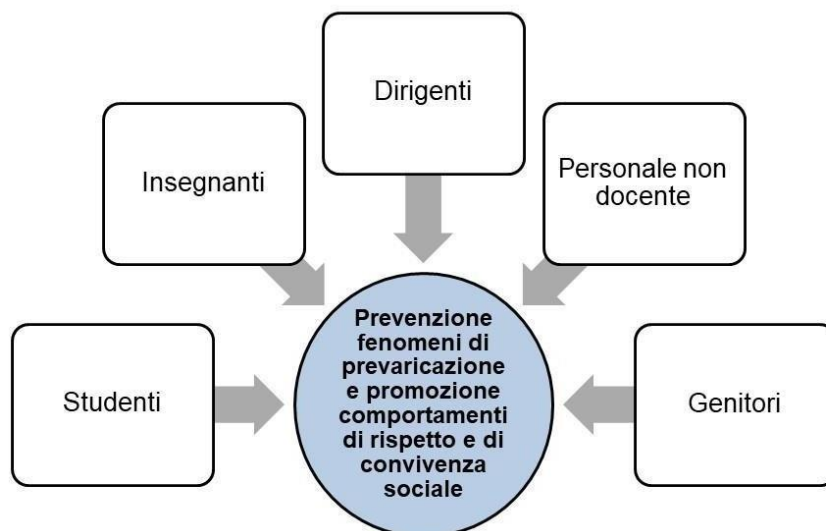 Dirigenti
Insegnanti
Personale non
docente
Studenti
Prevenzione
fenomeni di
prevaricazione
e promozione
comportamenti
di rispetto e di
convivenza
sociale
Genitori